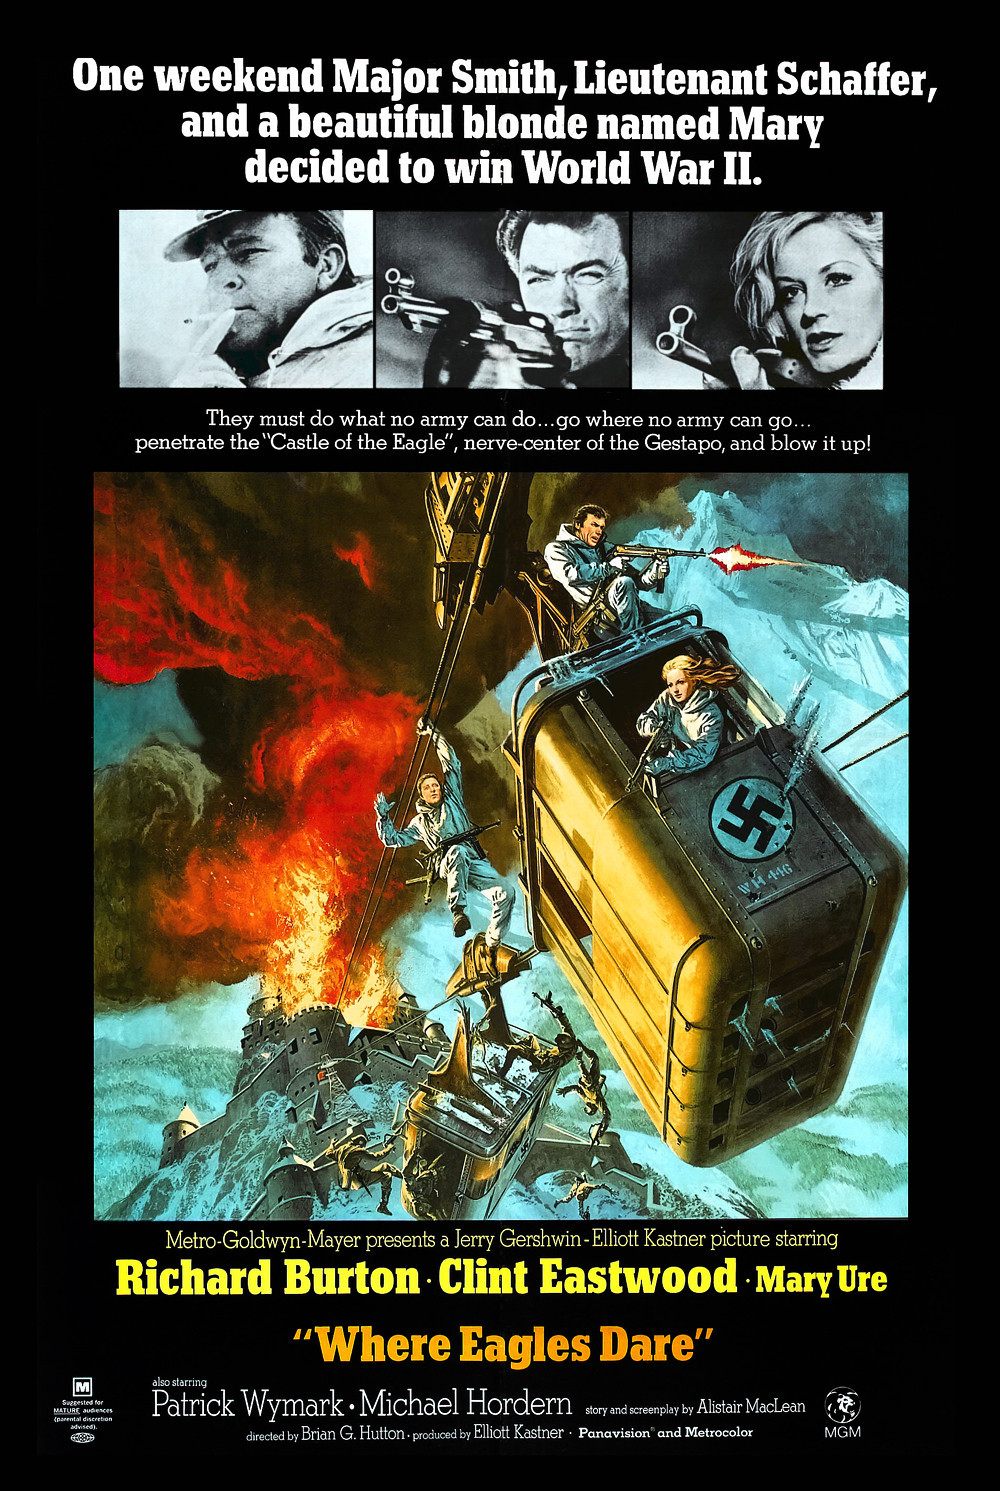 One weekend Major Smith, Lieutenant Schaffer,
and a beautiful blonde named Mary
decided to win World War II.
They must do what no army can do...go where no army can go...
penetrate the "Castle of the Eagle", nerve-center of the Gestapo, and blow it up!
WH 446
Metro-Goldwyn-Mayer presents a Jerry Gershwin-Elliott Kastner picture starring
Richard Burton · Clint Eastwood · Mary Ure
"Where Eagles Dare"
also starring
Patrick Wymark · Michael Hordern
story and screenplay by Alistair MacLean
directed by Brian G. Hutton · produced by Elliott Kastner · Panavision® and Metrocolor
M
Suggested for
MATURE audiences
(parental discretion
advised).
MGM